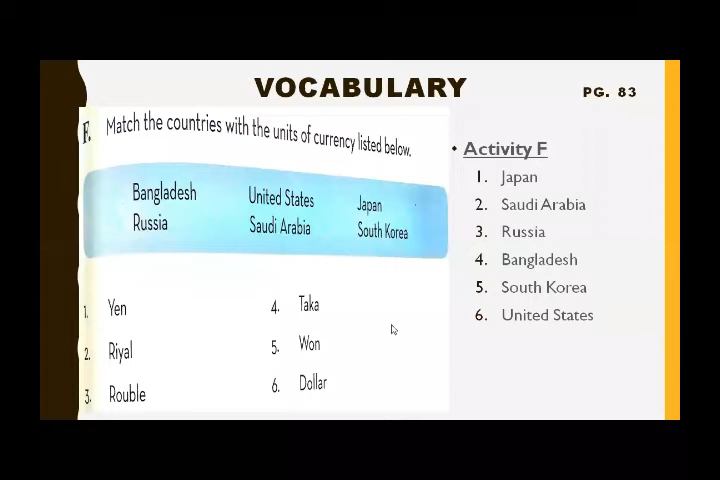 VOCABULARY
PG. 83
F. Match the countries with the units of currency listed below.
Bangladesh United States Japan
Russia Saudi Arabia South Korea
1. Yen
2. Riyal
3. Rouble
4. Taka
5. Won
6. Dollar
• Activity F
1. Japan
2. Saudi Arabia
3. Russia
4. Bangladesh
5. South Korea
6. United States